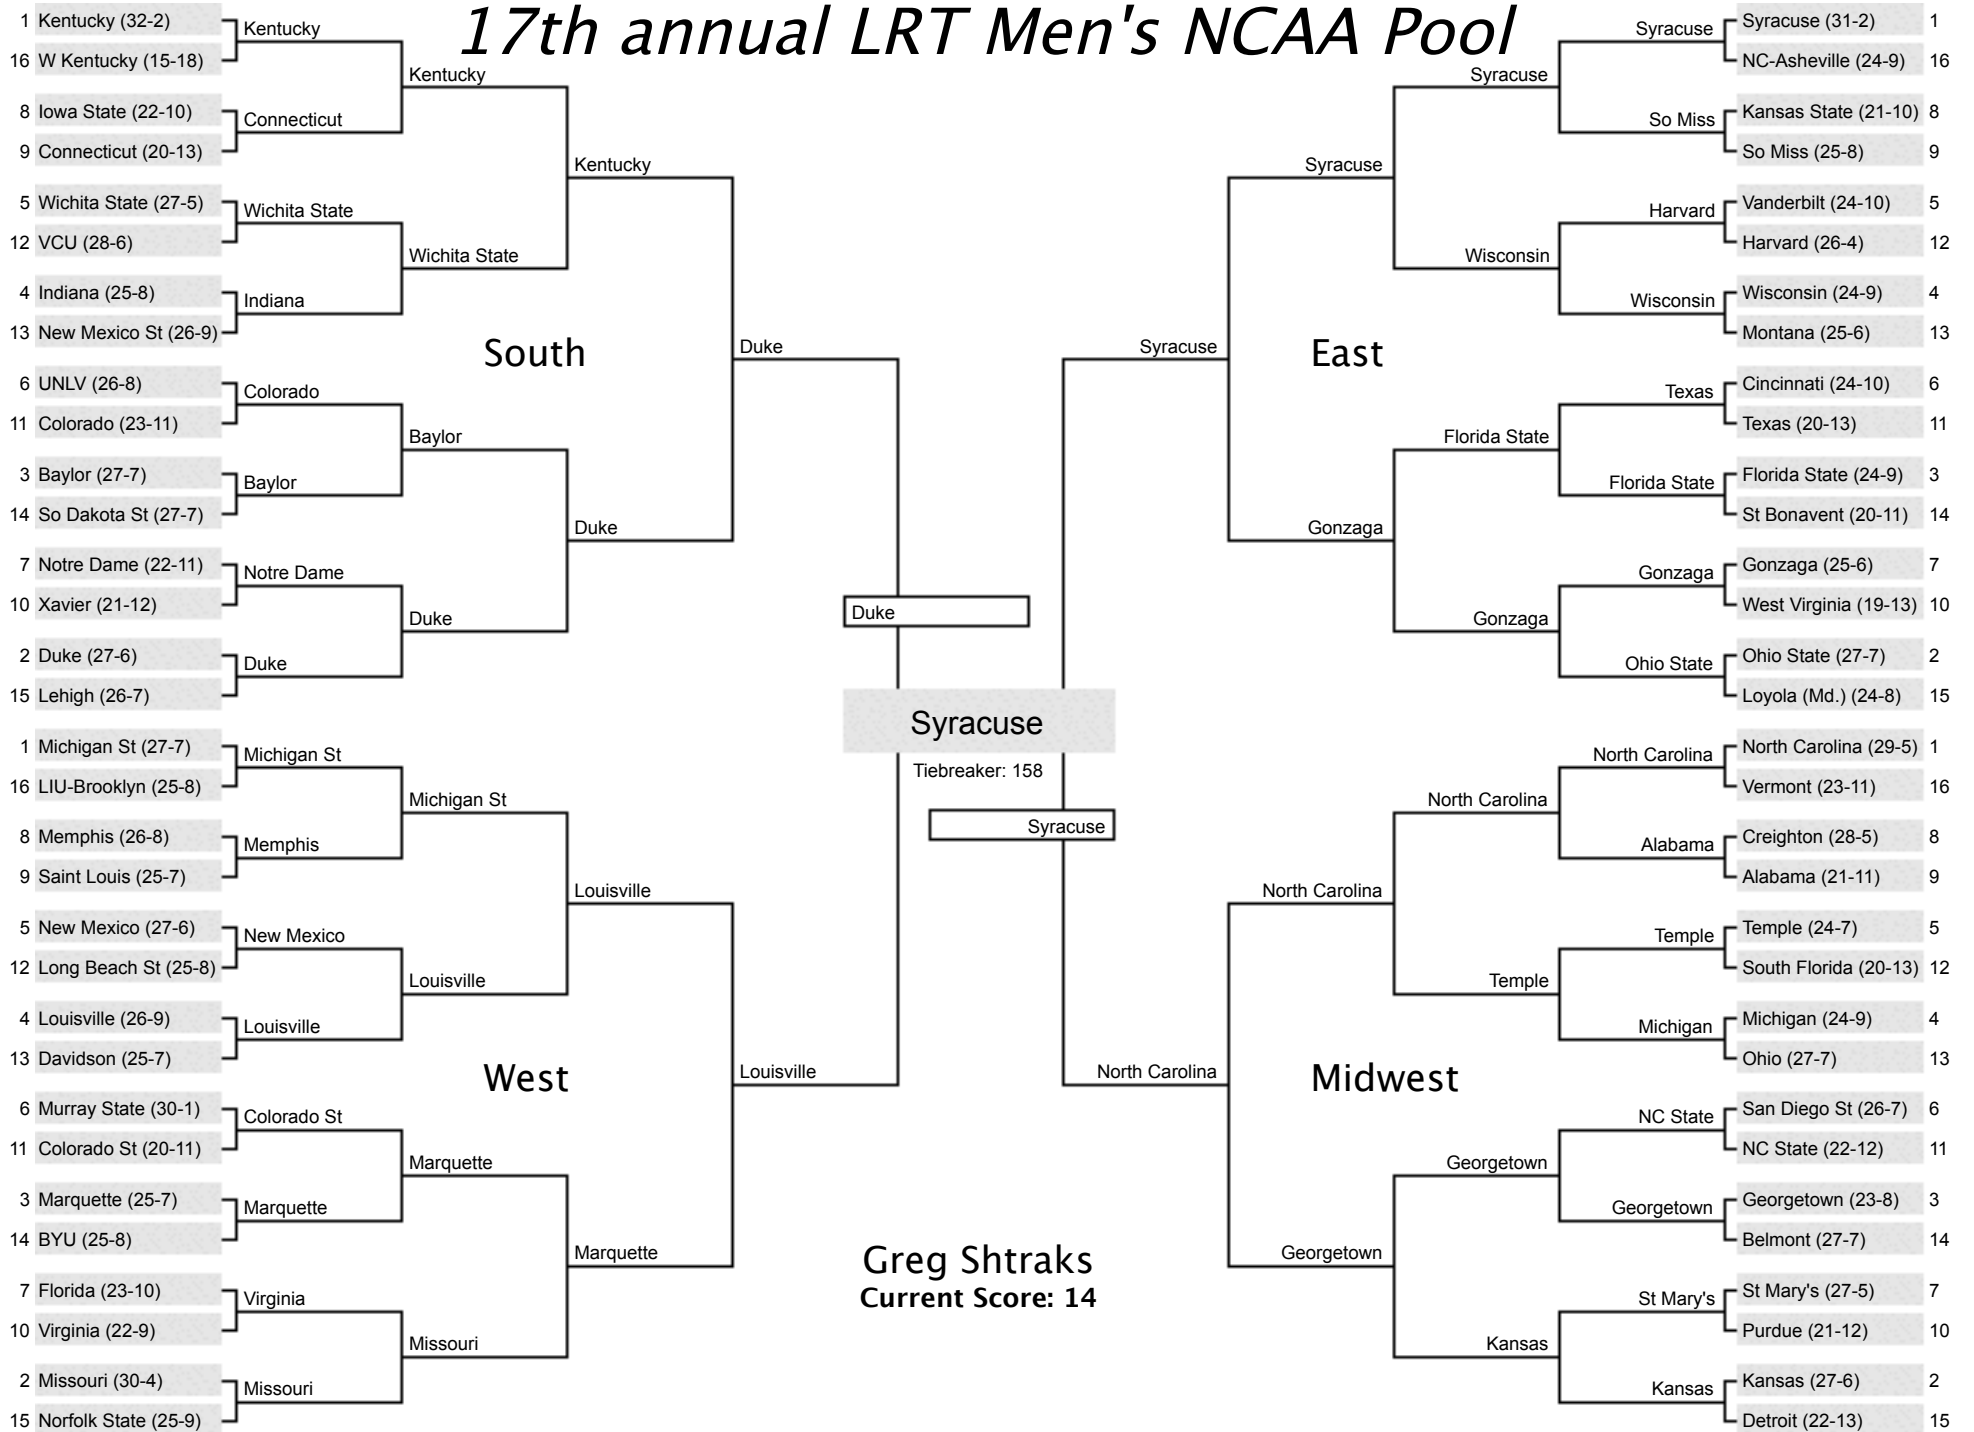 17th annual LRT Men's NCAA Pool
1 Kentucky (32-2)
16 W Kentucky (15-18)
8 Iowa State (22-10)
9 Connecticut (20-13)
5 Wichita State (27-5)
12 VCU (28-6)
4 Indiana (25-8)
13 New Mexico St (26-9)
6 UNLV (26-8)
11 Colorado (23-11)
3 Baylor (27-7)
14 So Dakota St (27-7)
7 Notre Dame (22-11)
10 Xavier (21-12)
2 Duke (27-6)
15 Lehigh (26-7)
Kentucky
Connecticut
Wichita State
Indiana
Colorado
Baylor
Notre Dame
Duke
Kentucky
Wichita State
Baylor
Duke
Kentucky
Duke
South
Duke
1 Michigan St (27-7)
16 LIU-Brooklyn (25-8)
8 Memphis (26-8)
9 Saint Louis (25-7)
5 New Mexico (27-6)
12 Long Beach St (25-8)
4 Louisville (26-9)
13 Davidson (25-7)
6 Murray State (30-1)
11 Colorado St (20-11)
3 Marquette (25-7)
14 BYU (25-8)
7 Florida (23-10)
10 Virginia (22-9)
2 Missouri (30-4)
15 Norfolk State (25-9)
Michigan St
Memphis
New Mexico
Louisville
Colorado St
Marquette
Virginia
Missouri
Michigan St
Louisville
Marquette
Missouri
Louisville
Marquette
West
Louisville
Duke
Syracuse
Tiebreaker: 158
Syracuse
Syracuse (31-2) 1
NC-Asheville (24-9) 16
Kansas State (21-10) 8
So Miss (25-8) 9
Vanderbilt (24-10) 5
Harvard (26-4) 12
Wisconsin (24-9) 4
Montana (25-6) 13
Cincinnati (24-10) 6
Texas (20-13) 11
Florida State (24-9) 3
St Bonavent (20-11) 14
Gonzaga (25-6) 7
West Virginia (19-13) 10
Ohio State (27-7) 2
Loyola (Md.) (24-8) 15
Syracuse
So Miss
Harvard
Wisconsin
Texas
Florida State
Gonzaga
Ohio State
Syracuse
Wisconsin
Florida State
Gonzaga
Syracuse
Gonzaga
East
Syracuse
North Carolina (29-5) 1
Vermont (23-11) 16
Creighton (28-5) 8
Alabama (21-11) 9
Temple (24-7) 5
South Florida (20-13) 12
Michigan (24-9) 4
Ohio (27-7) 13
San Diego St (26-7) 6
NC State (22-12) 11
Georgetown (23-8) 3
Belmont (27-7) 14
St Mary's (27-5) 7
Purdue (21-12) 10
Kansas (27-6) 2
Detroit (22-13) 15
North Carolina
Alabama
Temple
Michigan
NC State
Georgetown
St Mary's
Kansas
North Carolina
Temple
Georgetown
Kansas
North Carolina
Georgetown
Midwest
North Carolina
Greg Shtraks
Current Score: 14